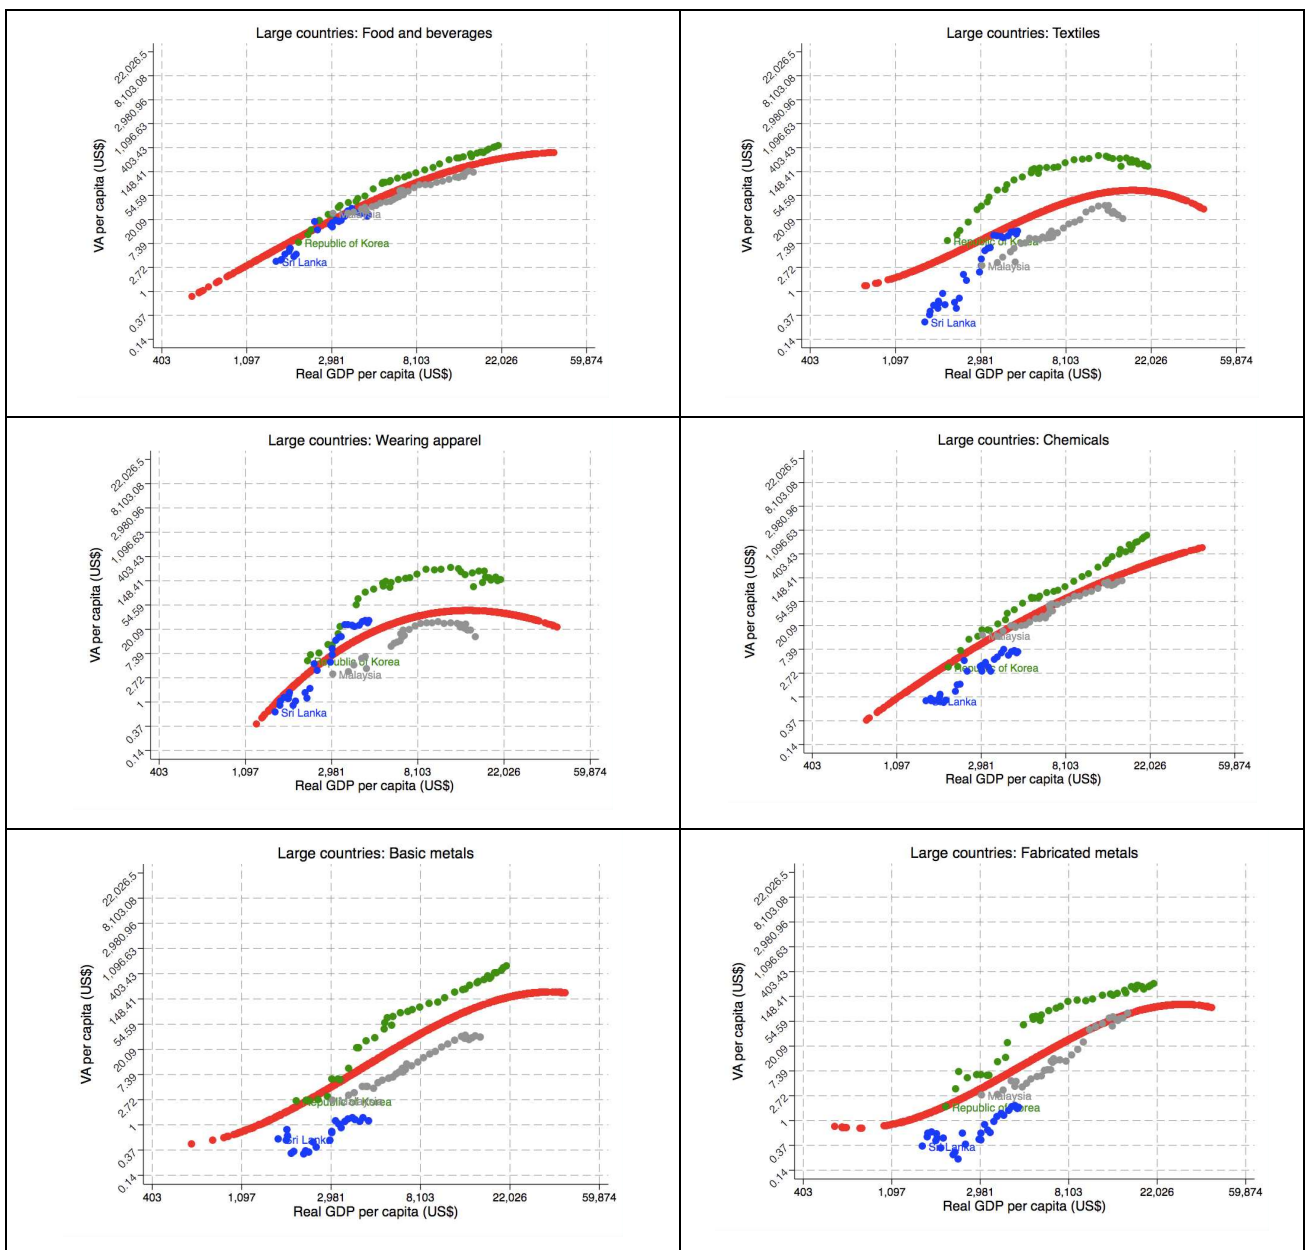 Large countries: Food and beverages
VA per capita (US$)
22,026.5
8,103.08
2,980.96
1,096.63
403.43
148.41
54.59
20.09
7.39
2.72
1
0.37
0.14
Malaysia
Republic of Korea
Sri Lanka
403 1,097 2,981 8,103 22,026 59,874
Real GDP per capita (US$)
Large countries: Textiles
VA per capita (US$)
22,026.5
8,103.08
2,980.96
1,096.63
403.43
148.41
54.59
20.09
7.39
2.72
1
0.37
0.14
Republic of Korea
Malaysia
Sri Lanka
403 1,097 2,981 8,103 22,026 59,874
Real GDP per capita (US$)
Large countries: Wearing apparel
VA per capita (US$)
22,026.5
8,103.08
2,980.96
1,096.63
403.43
148.41
54.59
20.09
7.39
2.72
1
0.37
0.14
Republic of Korea
Malaysia
Sri Lanka
403 1,097 2,981 8,103 22,026 59,874
Real GDP per capita (US$)
Large countries: Chemicals
VA per capita (US$)
22,026.5
8,103.08
2,980.96
1,096.63
403.43
148.41
54.59
20.09
7.39
2.72
1
0.37
0.14
Malaysia
Republic of Korea
Sri Lanka
403 1,097 2,981 8,103 22,026 59,874
Real GDP per capita (US$)
Large countries: Basic metals
VA per capita (US$)
22,026.5
8,103.08
2,980.96
1,096.63
403.43
148.41
54.59
20.09
7.39
2.72
1
0.37
0.14
Republic of Korea
Malaysia
Sri Lanka
403 1,097 2,981 8,103 22,026 59,874
Real GDP per capita (US$)
Large countries: Fabricated metals
VA per capita (US$)
22,026.5
8,103.08
2,980.96
1,096.63
403.43
148.41
54.59
20.09
7.39
2.72
1
0.37
0.14
Malaysia
Republic of Korea
Sri Lanka
403 1,097 2,981 8,103 22,026 59,874
Real GDP per capita (US$)